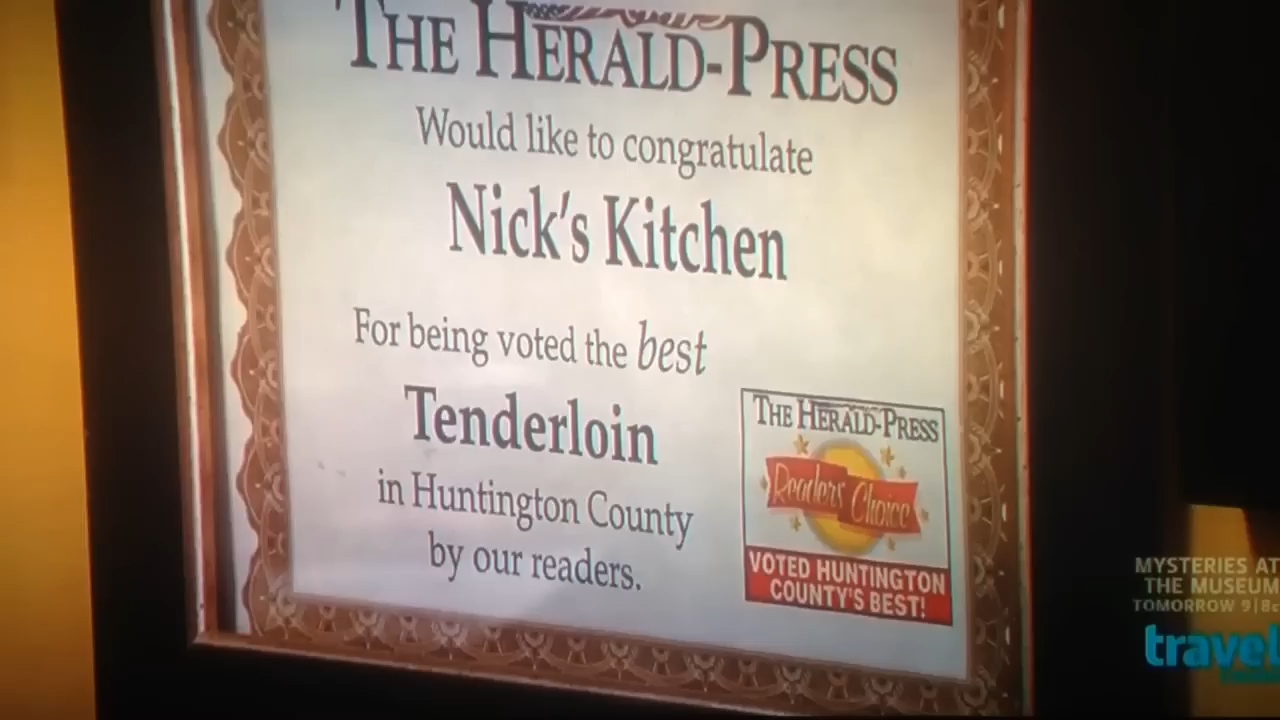 THE HERALD-PRESS
Would like to congratulate
Nick's Kitchen
For being voted the best
Tenderloin
in Huntington County
by our readers.
THE HERALD-PRESS
Readers' Choice
VOTED HUNTINGTON
COUNTY'S BEST!
MYSTERIES AT
THE MUSEUM
TOMORROW 9|8c
travel